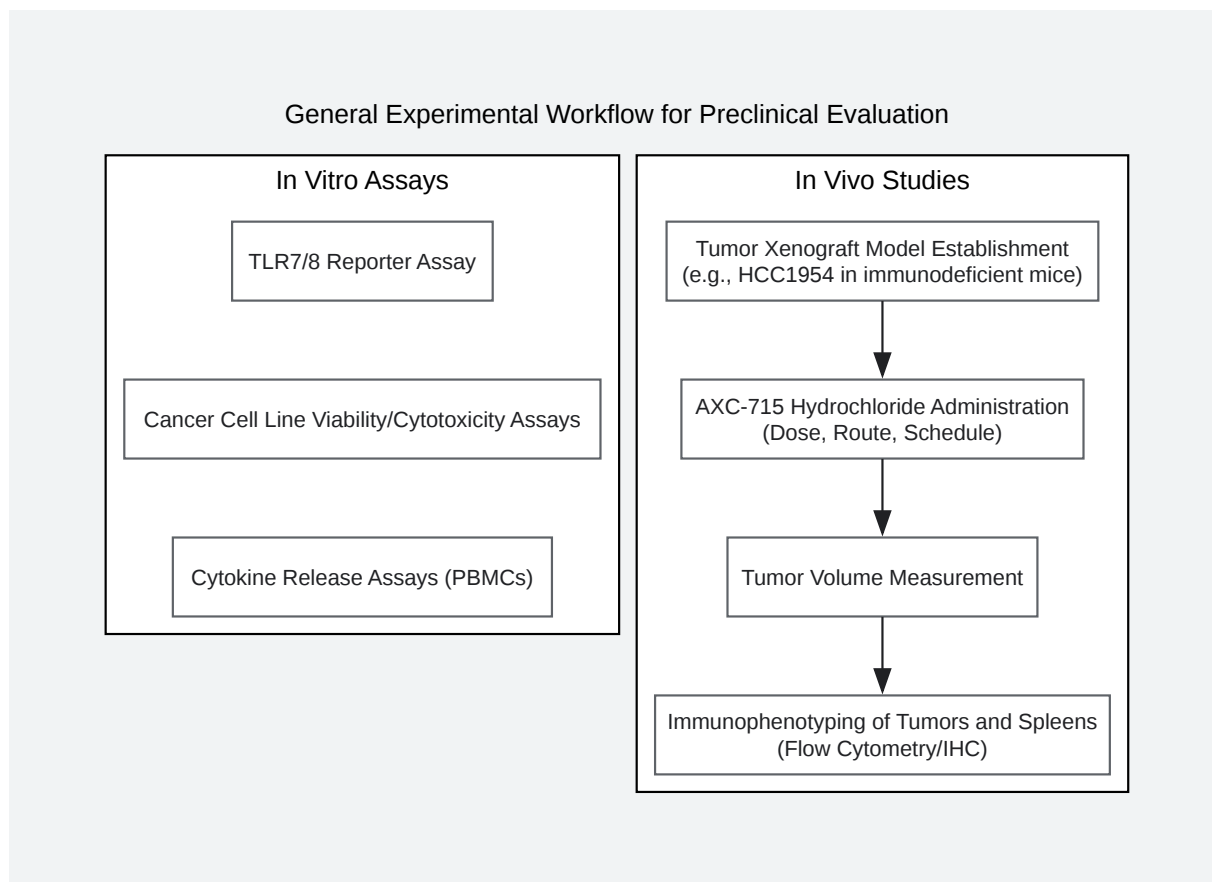 General Experimental Workflow for Preclinical Evaluation
In Vitro Assays
TLR7/8 Reporter Assay
Cancer Cell Line Viability/Cytotoxicity Assays
Cytokine Release Assays (PBMCs)
In Vivo Studies
Tumor Xenograft Model Establishment
(e.g., HCC1954 in immunodeficient mice)
AXC-715 Hydrochloride Administration
(Dose, Route, Schedule)
Tumor Volume Measurement
Immunophenotyping of Tumors and Spleens
(Flow Cytometry/IHC)